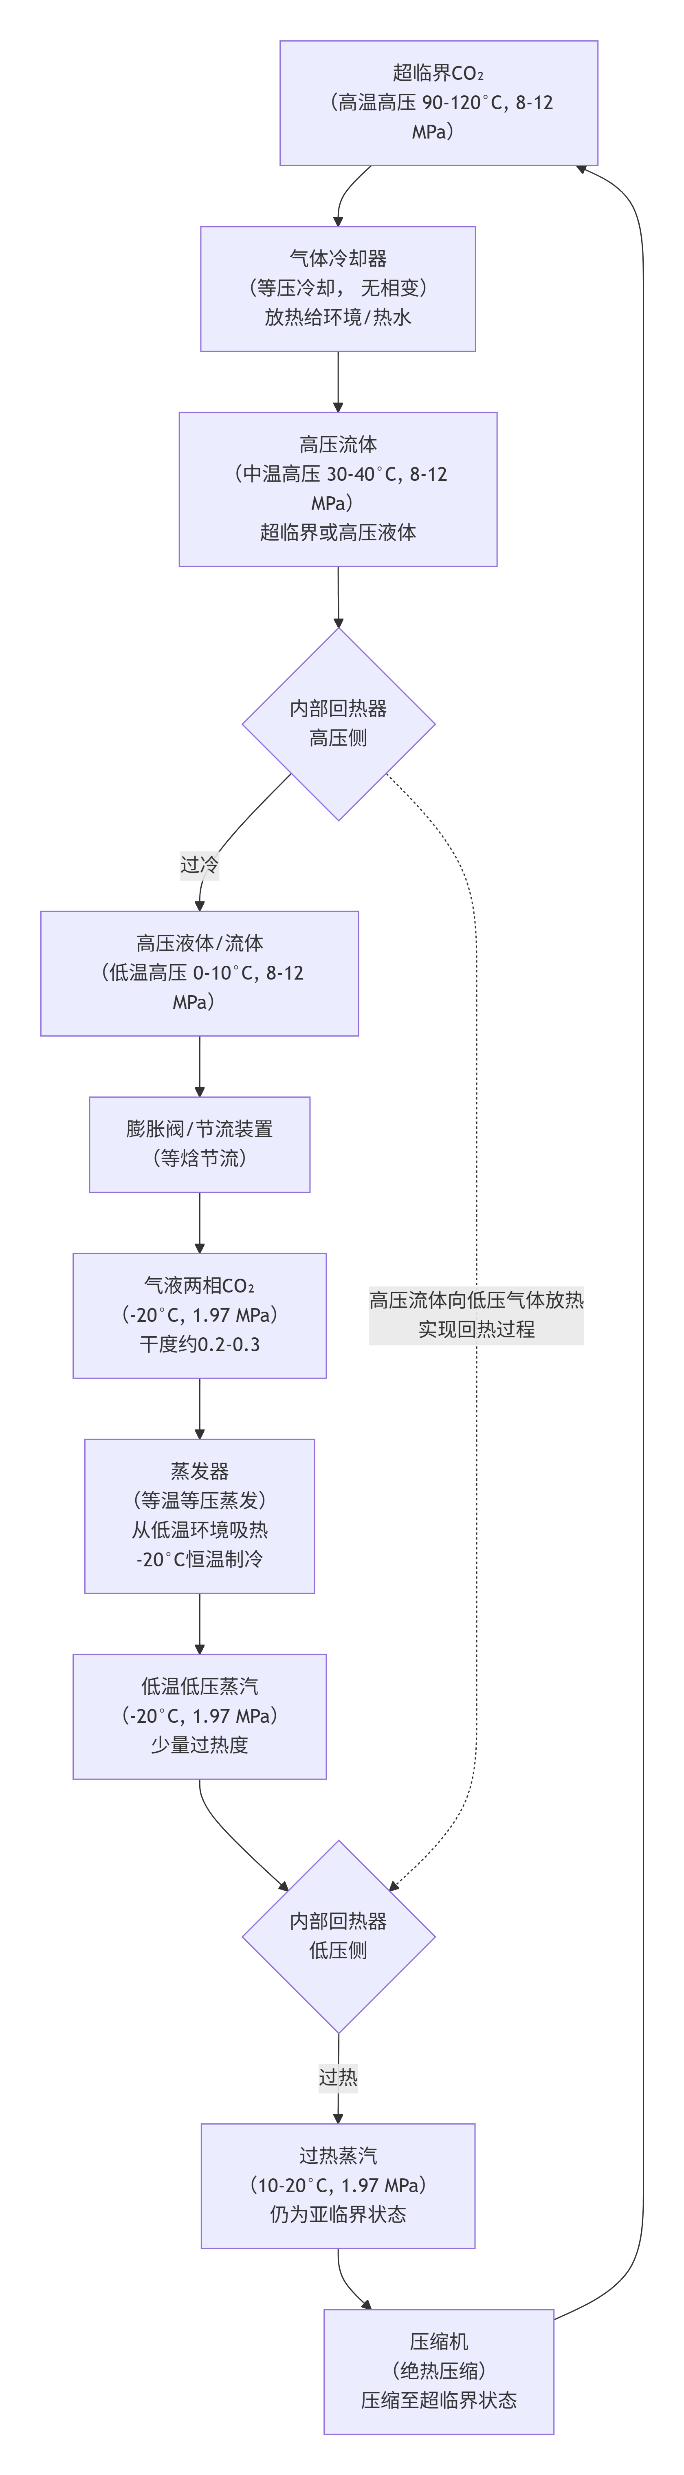 超临界CO₂
（高温高压 90-120°C, 8-12
MPa）
气体冷却器
（等压冷却， 无相变）
放热给环境/热水
高压流体
（中温高压 30-40°C, 8-12
MPa）
超临界或高压液体
内部回热器
高压侧
过冷
高压液体/流体
（低温高压 0-10°C, 8-12
MPa）
膨胀阀/节流装置
（等焓节流）
气液两相CO₂
（-20°C, 1.97 MPa）
干度约0.2-0.3
高压流体向低压气体放热
实现回热过程
蒸发器
（等温等压蒸发）
从低温环境吸热
-20°C恒温制冷
低温低压蒸汽
（-20°C, 1.97 MPa）
少量过热度
内部回热器
低压侧
过热
过热蒸汽
（10-20°C, 1.97 MPa）
仍为亚临界状态
压缩机
（绝热压缩）
压缩至超临界状态